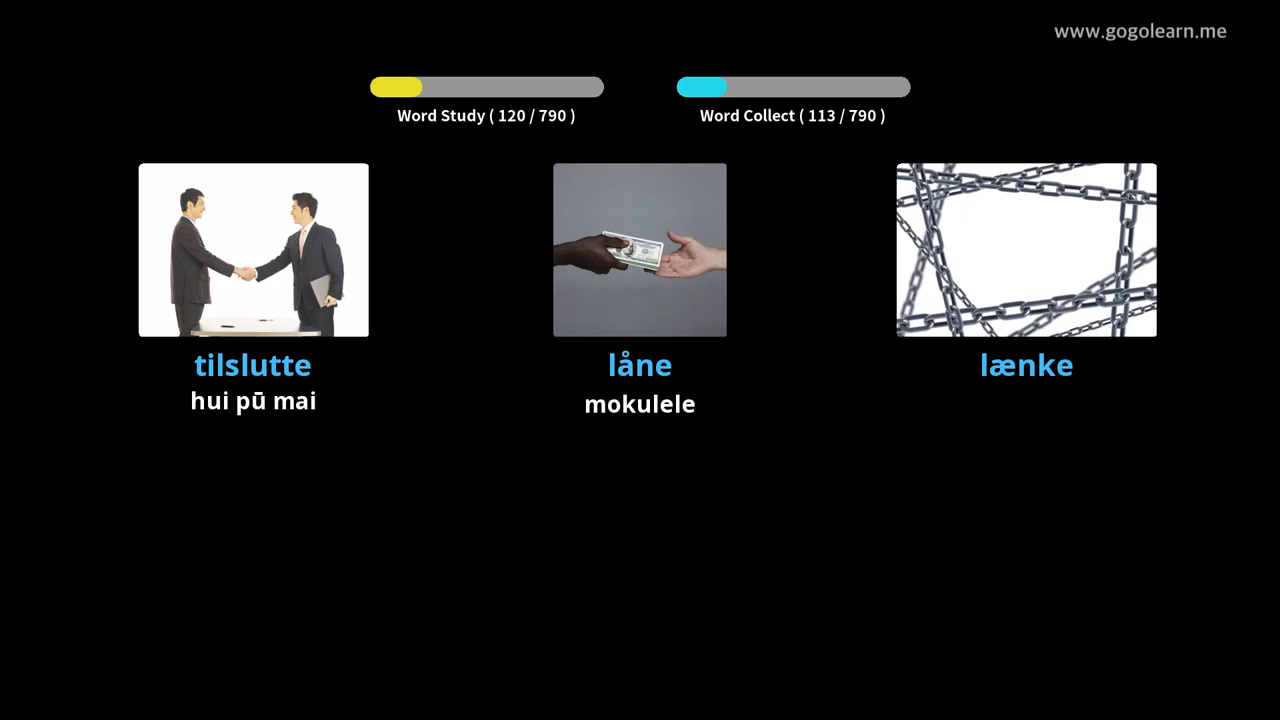 www.gogolearn.me
Word Study ( 120 / 790 )
Word Collect ( 113 / 790 )
tilslutte
hui pū mai
låne
mokulele
lænke